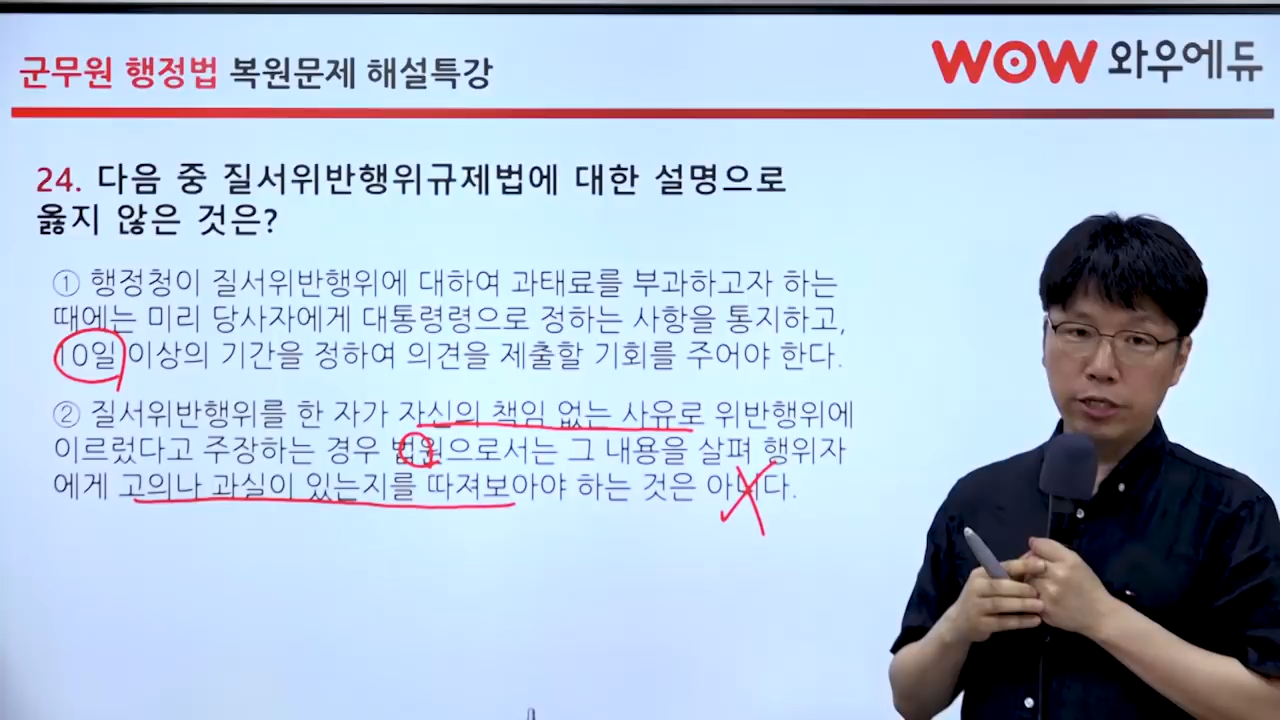 군무원 행정법 복원문제 해설특강
WOW 와우에듀
24. 다음 중 질서위반행위규제법에 대한 설명으로
옳지 않은 것은?
① 행정청이 질서위반행위에 대하여 과태료를 부과하고자 하는
때에는 미리 당사자에게 대통령령으로 정하는 사항을 통지하고,
10일 이상의 기간을 정하여 의견을 제출할 기회를 주어야 한다.
② 질서위반행위를 한 자가 자신의 책임 없는 사유로 위반행위에
이르렀다고 주장하는 경우 법원으로서는 그 내용을 살펴 행위자
에게 고의나 과실이 있는지를 따져보아야 하는 것은 아니다.